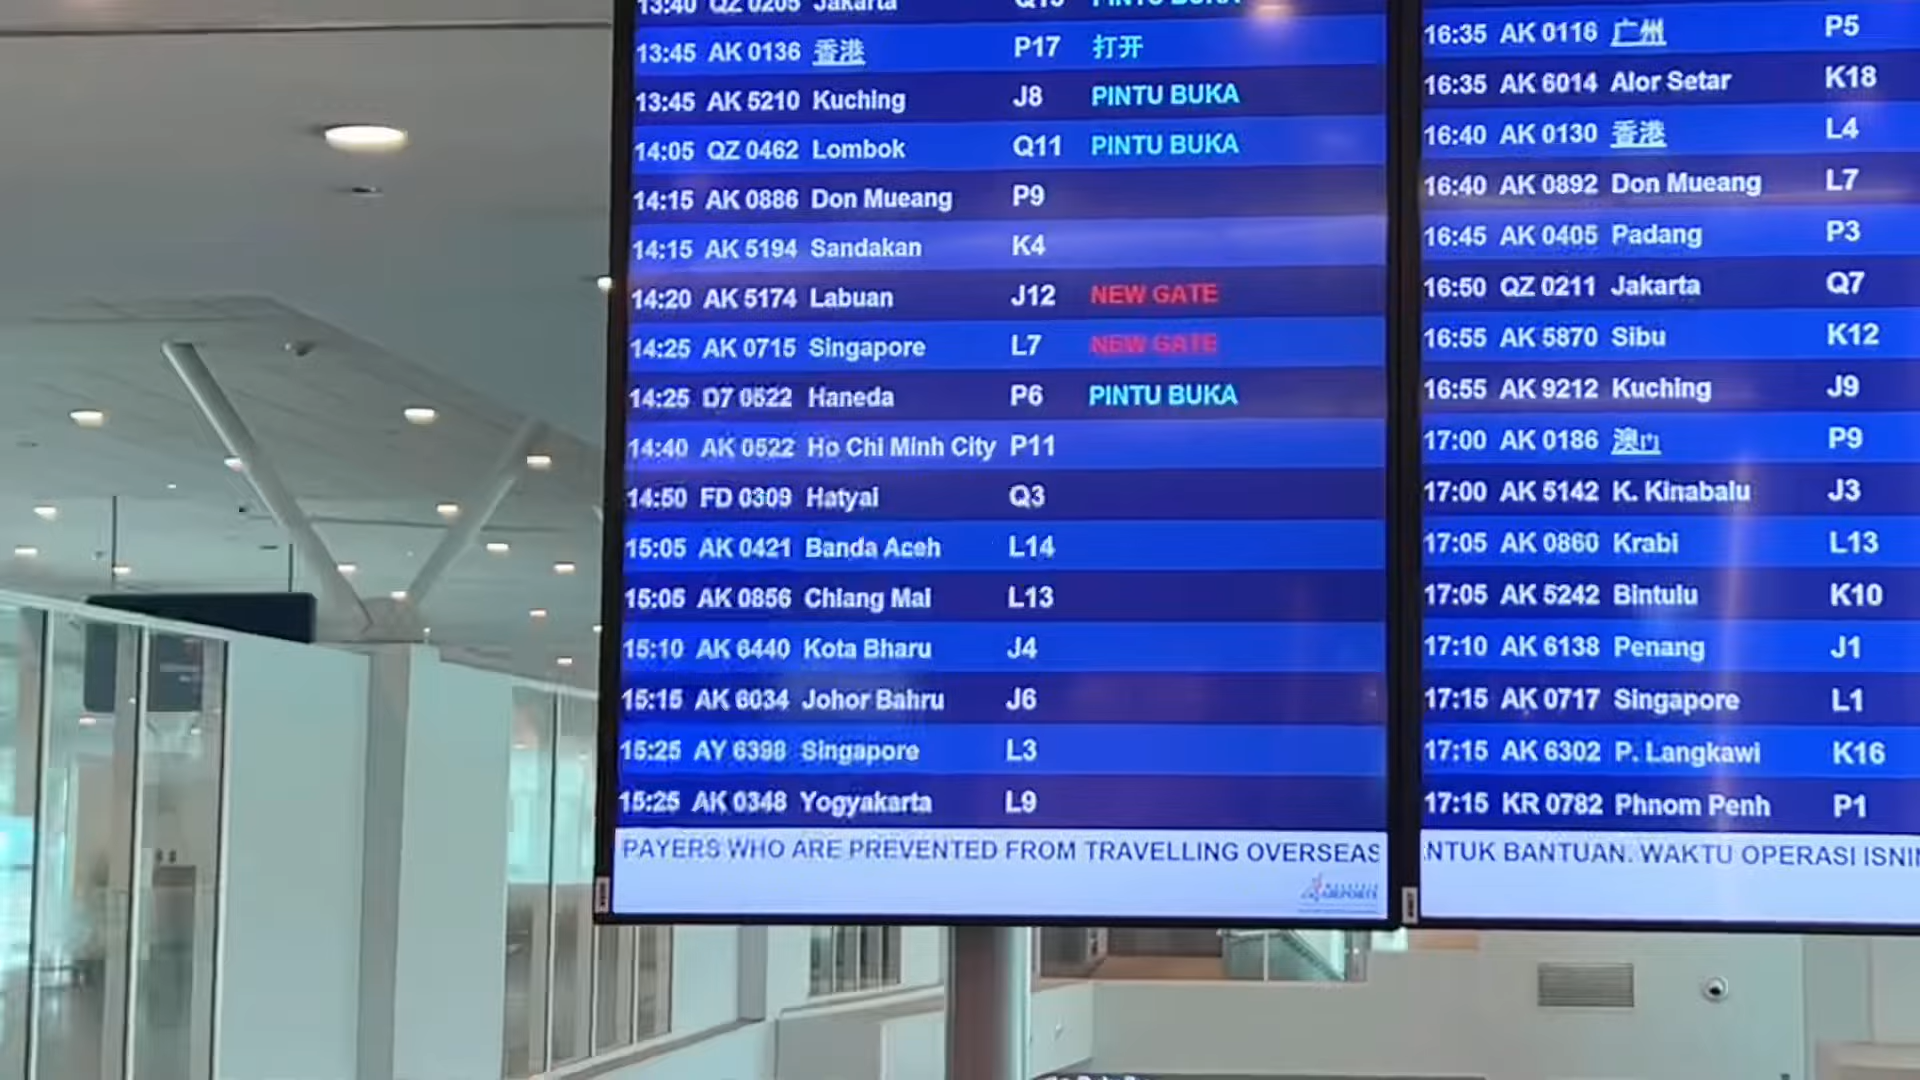 13:40 QZ 0205 Jakarta Q15 PINTU BUKA
13:45 AK 0136 香港 P17 打开
13:45 AK 5210 Kuching J8 PINTU BUKA
14:05 QZ 0462 Lombok Q11 PINTU BUKA
14:15 AK 0886 Don Mueang P9
14:15 AK 5194 Sandakan K4
14:20 AK 5174 Labuan J12 NEW GATE
14:25 AK 0715 Singapore L7 NEW GATE
14:25 D7 0522 Haneda P6 PINTU BUKA
14:40 AK 0522 Ho Chi Minh City P11
14:50 FD 0309 Hatyai Q3
15:05 AK 0421 Banda Aceh L14
15:05 AK 0856 Chiang Mai L13
15:10 AK 6440 Kota Bharu J4
15:15 AK 6034 Johor Bahru J6
15:25 AY 6398 Singapore L3
15:25 AK 0348 Yogyakarta L9
PAYERS WHO ARE PREVENTED FROM TRAVELLING OVERSEAS
16:35 AK 0116 广州 P5
16:35 AK 6014 Alor Setar K18
16:40 AK 0130 香港 L4
16:40 AK 0892 Don Mueang L7
16:45 AK 0405 Padang P3
16:50 QZ 0211 Jakarta Q7
16:55 AK 5870 Sibu K12
16:55 AK 9212 Kuching J9
17:00 AK 0186 澳门 P9
17:00 AK 5142 K. Kinabalu J3
17:05 AK 0860 Krabi L13
17:05 AK 5242 Bintulu K10
17:10 AK 6138 Penang J1
17:15 AK 0717 Singapore L1
17:15 AK 6302 P. Langkawi K16
17:15 KR 0782 Phnom Penh P1
NTUK BANTUAN. WAKTU OPERASI ISNIN